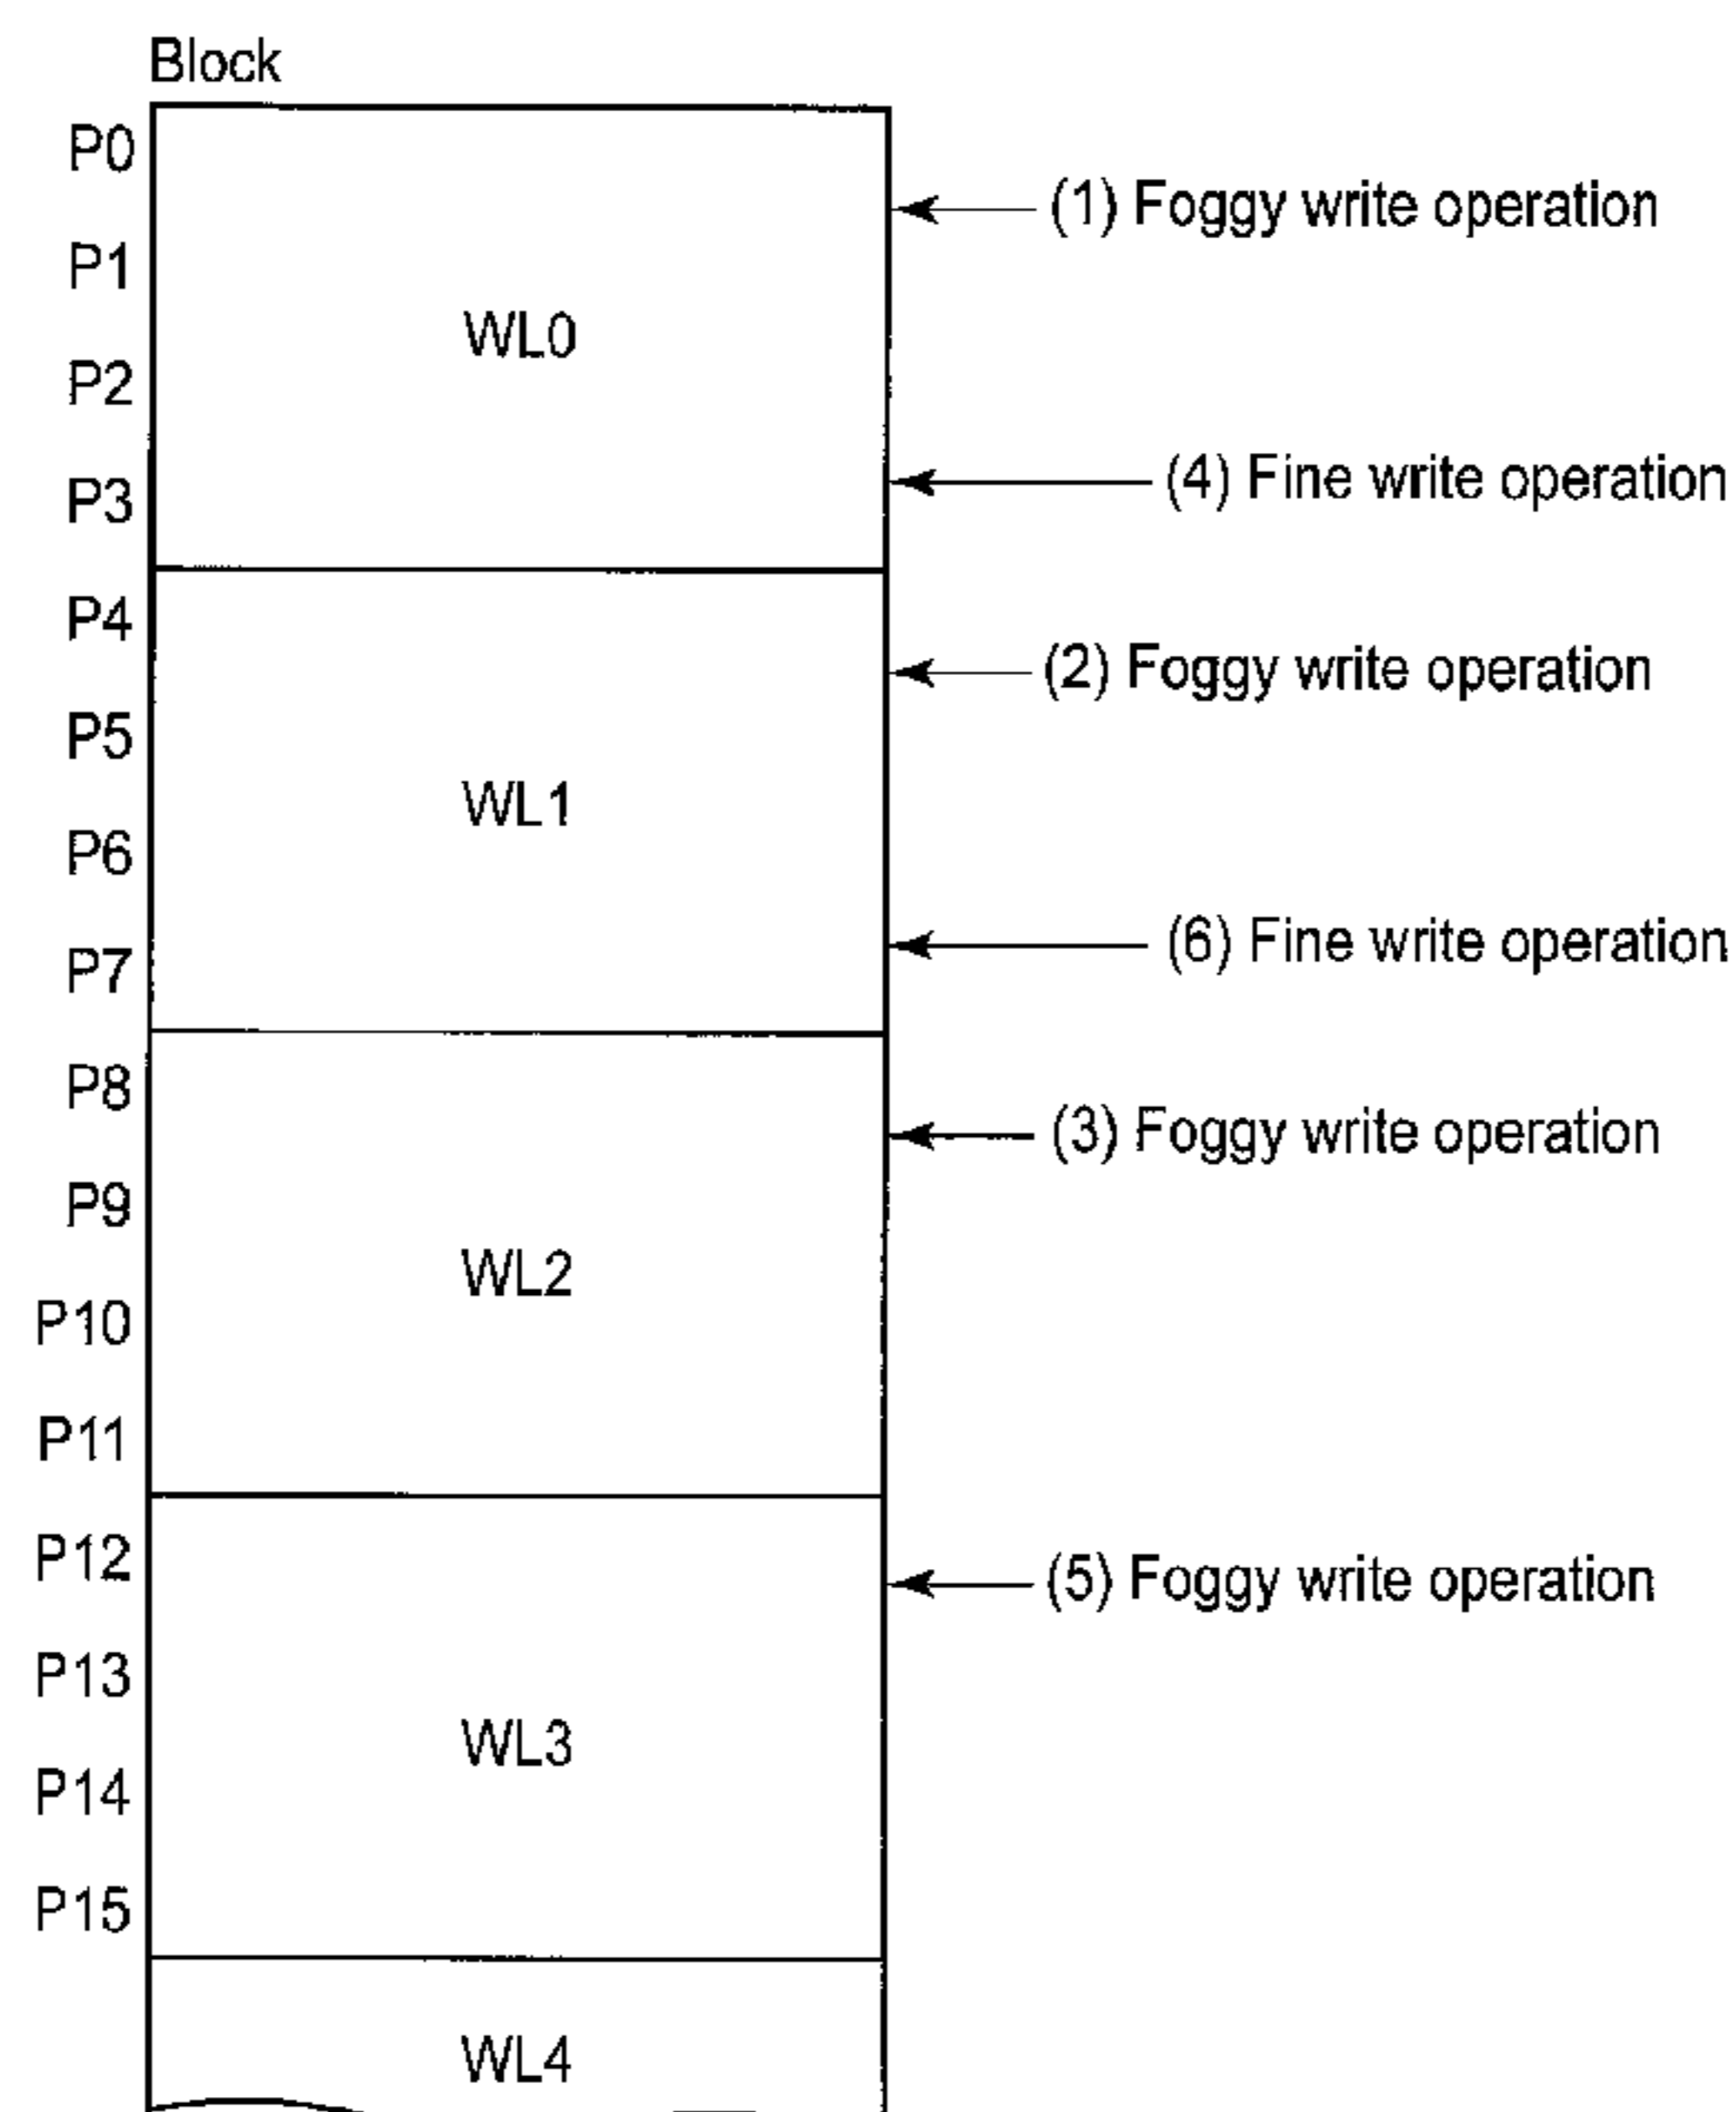 Block
P0
(1) Foggy write operation
P1
WL0
P2
(4) Fine write operation
P3
P4
(2) Foggy write operation
P5
WL1
P6
(6) Fine write operation
P7
P8
(3) Foggy write operation
P9
WL2
P10
P11
P12
(5) Foggy write operation
P13
WL3
P14
P15
WL4